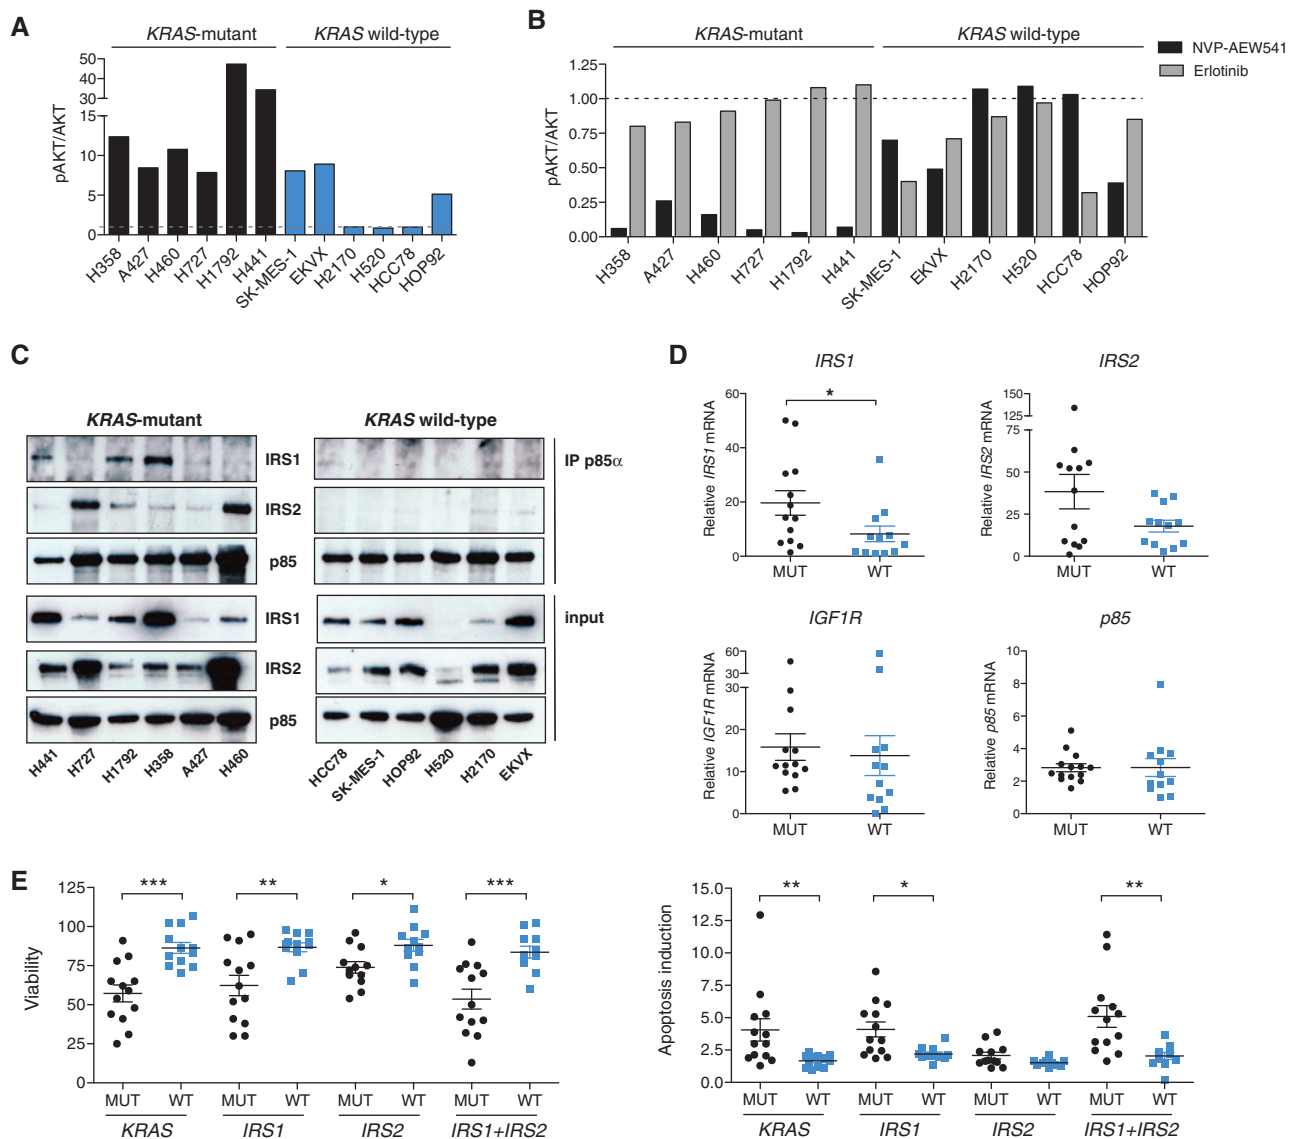 A
KRAS-mutant
KRAS wild-type
pAKT/AKT
50
40
30
15
10
5
0
H358
A427
H460
H727
H1792
H441
SK-MES-1
EKVX
H2170
H520
HCC78
HOP92
B
KRAS-mutant
KRAS wild-type
NVP-AEW541
Erlotinib
pAKT/AKT
1.25
1.00
0.75
0.50
0.25
0.00
H358
A427
H460
H727
H1792
H441
SK-MES-1
EKVX
H2170
H520
HCC78
HOP92
C
KRAS-mutant
KRAS wild-type
IRS1
IP p85α
IRS2
p85
IRS1
input
IRS2
p85
H441
H727
H1792
H358
A427
H460
HCC78
SK-MES-1
HOP92
H520
H2170
EKVX
D
IRS1
Relative IRS1 mRNA
60
40
20
0
*
MUT
WT
IRS2
Relative IRS2 mRNA
150
125
75
50
25
0
MUT
WT
IGF1R
Relative IGF1R mRNA
60
50
40
30
20
10
0
MUT
WT
p85
Relative p85 mRNA
10
8
6
4
2
0
MUT
WT
E
Viability
125
100
75
50
25
0
***
**
*
***
MUT WT MUT WT MUT WT MUT WT
KRAS IRS1 IRS2 IRS1+IRS2
Apoptosis induction
15.0
12.5
10.0
7.5
5.0
2.5
0.0
**
*
**
MUT WT MUT WT MUT WT MUT WT
KRAS IRS1 IRS2 IRS1+IRS2